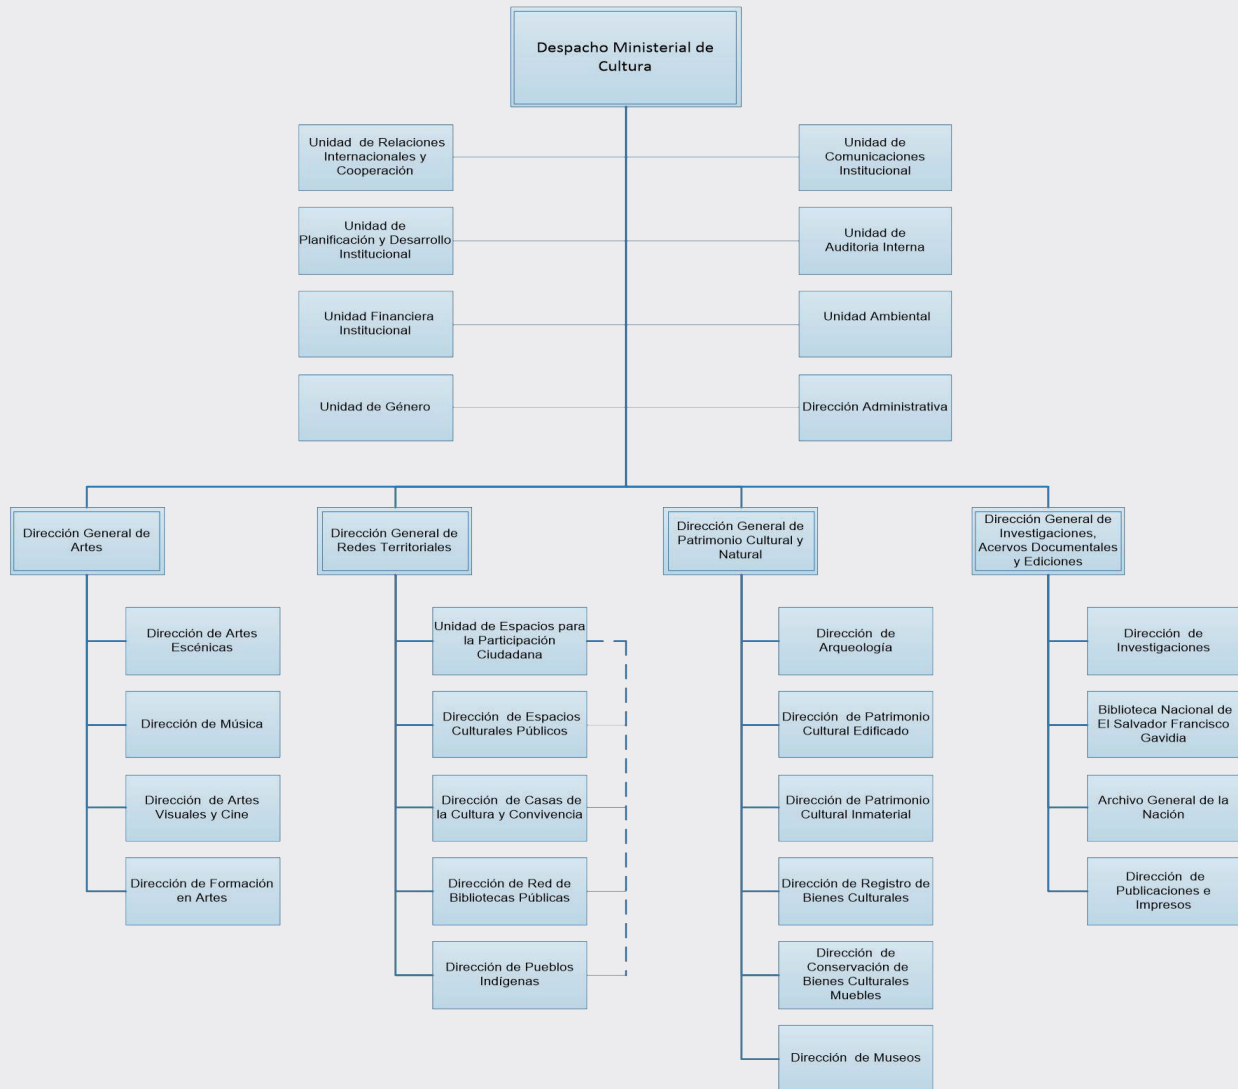 Despacho Ministerial de
Cultura
Unidad de Relaciones
Internacionales y
Cooperación
Unidad de
Comunicaciones
Institucional
Unidad de
Planificación y Desarrollo
Institucional
Unidad de
Auditoria Interna
Unidad Financiera
Institucional
Unidad Ambiental
Unidad de Género
Dirección Administrativa
Dirección General de
Artes
Dirección General de
Redes Territoriales
Dirección General de
Patrimonio Cultural y
Natural
Dirección General de
Investigaciones,
Acervos Documentales
y Ediciones
Dirección de Artes
Escénicas
Dirección de Música
Dirección de Artes
Visuales y Cine
Dirección de Formación
en Artes
Unidad de Espacios para
la Participación
Ciudadana
Dirección de Espacios
Culturales Públicos
Dirección de Casas de
la Cultura y Convivencia
Dirección de Red de
Bibliotecas Públicas
Dirección de Pueblos
Indígenas
Dirección de
Arqueología
Dirección de Patrimonio
Cultural Edificado
Dirección de Patrimonio
Cultural Inmaterial
Dirección de Registro de
Bienes Culturales
Dirección de
Conservación de
Bienes Culturales
Muebles
Dirección de Museos
Dirección de
Investigaciones
Biblioteca Nacional de
El Salvador Francisco
Gavidia
Archivo General de la
Nación
Dirección de
Publicaciones e
Impresos